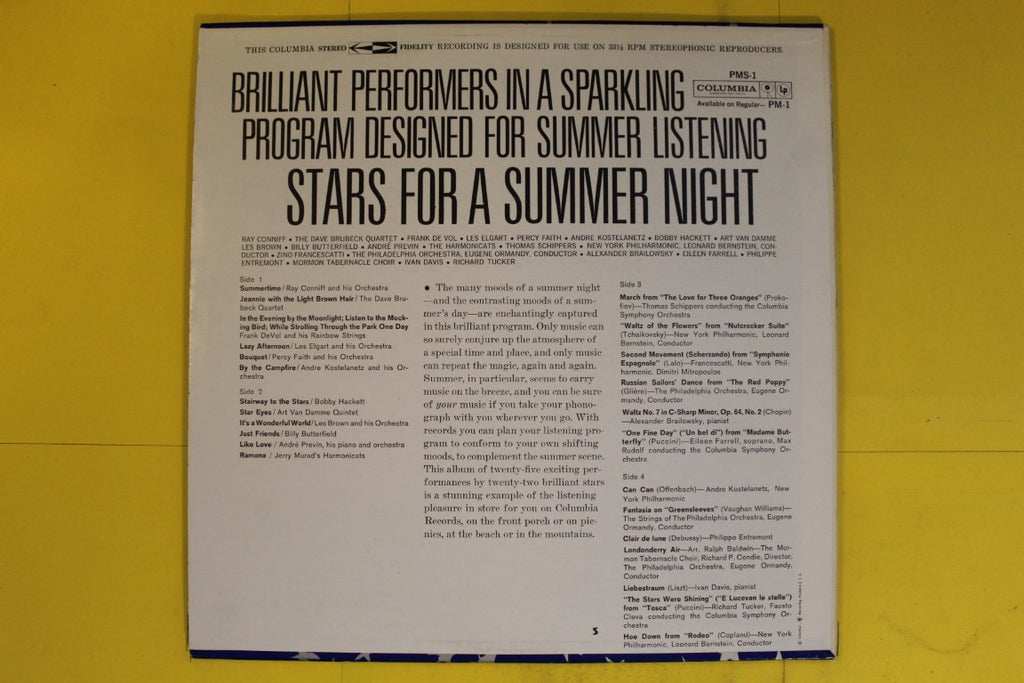 THIS COLUMBIA STEREO FIDELITY RECORDING IS DESIGNED FOR USE ON 33⅓ RPM STEREOPHONIC REPRODUCERS
BRILLIANT PERFORMERS IN A SPARKLING
PROGRAM DESIGNED FOR SUMMER LISTENING
STARS FOR A SUMMER NIGHT
PMS-1
COLUMBIA Lp
Available on Regular— PM-1
RAY CONNIFF • THE DAVE BRUBECK QUARTET • FRANK DE VOL • LES ELGART • PERCY FAITH • ANDRE KOSTELANETZ • BOBBY HACKETT • ART VAN DAMME
LES BROWN • BILLY BUTTERFIELD • ANDRÉ PREVIN • THE HARMONICATS • THOMAS SCHIPPERS • NEW YORK PHILHARMONIC, LEONARD BERNSTEIN, CON-
DUCTOR • ZINO FRANCESCATTI • THE PHILADELPHIA ORCHESTRA, EUGENE ORMANDY, CONDUCTOR • ALEXANDER BRAILOWSKY • EILEEN FARRELL • PHILIPPE
ENTREMONT • MORMON TABERNACLE CHOIR • IVAN DAVIS • RICHARD TUCKER
Side 1
Summertime / Ray Conniff and his Orchestra
Jeannie with the Light Brown Hair / The Dave Bru-
beck Quartet
In the Evening by the Moonlight; Listen to the Mock-
ing Bird; While Strolling Through the Park One Day
Frank DeVol and his Rainbow Strings
Lazy Afternoon / Les Elgart and his Orchestra
Bouquet / Percy Faith and his Orchestra
By the Campfire / Andre Kostelanetz and his Or-
chestra
Side 2
Stairway to the Stars / Bobby Hackett
Star Eyes / Art Van Damme Quintet
It's a Wonderful World / Les Brown and his Orchestra
Just Friends / Billy Butterfield
Like Love / André Previn, his piano and orchestra
Ramona / Jerry Murad's Harmonicats
• The many moods of a summer night
—and the contrasting moods of a sum-
mer's day—are enchantingly captured
in this brilliant program. Only music can
so surely conjure up the atmosphere of
a special time and place, and only music
can repeat the magic, again and again.
Summer, in particular, seems to carry
music on the breeze, and you can be sure
of your music if you take your phono-
graph with you wherever you go. With
records you can plan your listening pro-
gram to conform to your own shifting
moods, to complement the summer scene.
This album of twenty-five exciting per-
formances by twenty-two brilliant stars
is a stunning example of the listening
pleasure in store for you on Columbia
Records, on the front porch or on pic-
nics, at the beach or in the mountains.
Side 3
March from "The Love for Three Oranges" (Proko-
fiev)—Thomas Schippers conducting the Columbia
Symphony Orchestra
"Waltz of the Flowers" from "Nutcracker Suite"
(Tchaikovsky)—New York Philharmonic, Leonard
Bernstein, Conductor
Second Movement (Scherzando) from "Symphonie
Espagnole" (Lalo)—Francescatti, New York Phil-
harmonic, Dimitri Mitropoulos
Russian Sailors' Dance from "The Red Poppy"
(Glière)—The Philadelphia Orchestra, Eugene Or-
mandy, Conductor
Waltz No. 7 in C-Sharp Minor, Op. 64, No. 2 (Chopin)
—Alexander Brailowsky, pianist
"One Fine Day" ("Un bel di") from "Madame But-
terfly" (Puccini)—Eileen Farrell, soprano, Max
Rudolf conducting the Columbia Symphony Or-
chestra
Side 4
Can Can (Offenbach)—Andre Kostelanetz, New
York Philharmonic
Fantasia on "Greensleeves" (Vaughan Williams)—
The Strings of The Philadelphia Orchestra, Eugene
Ormandy, Conductor
Clair de lune (Debussy)—Philippe Entremont
Londonderry Air—Arr. Ralph Baldwin—The Mor-
mon Tabernacle Choir, Richard P. Condie, Director,
The Philadelphia Orchestra, Eugene Ormandy,
Conductor
Liebestraum (Liszt)—Ivan Davis, pianist
"The Stars Were Shining" ("E Lucevan le stelle")
from "Tosca" (Puccini)—Richard Tucker, Fausto
Cleva conducting the Columbia Symphony Or-
chestra
Hoe Down from "Rodeo" (Copland)—New York
Philharmonic, Leonard Bernstein, Conductor
5